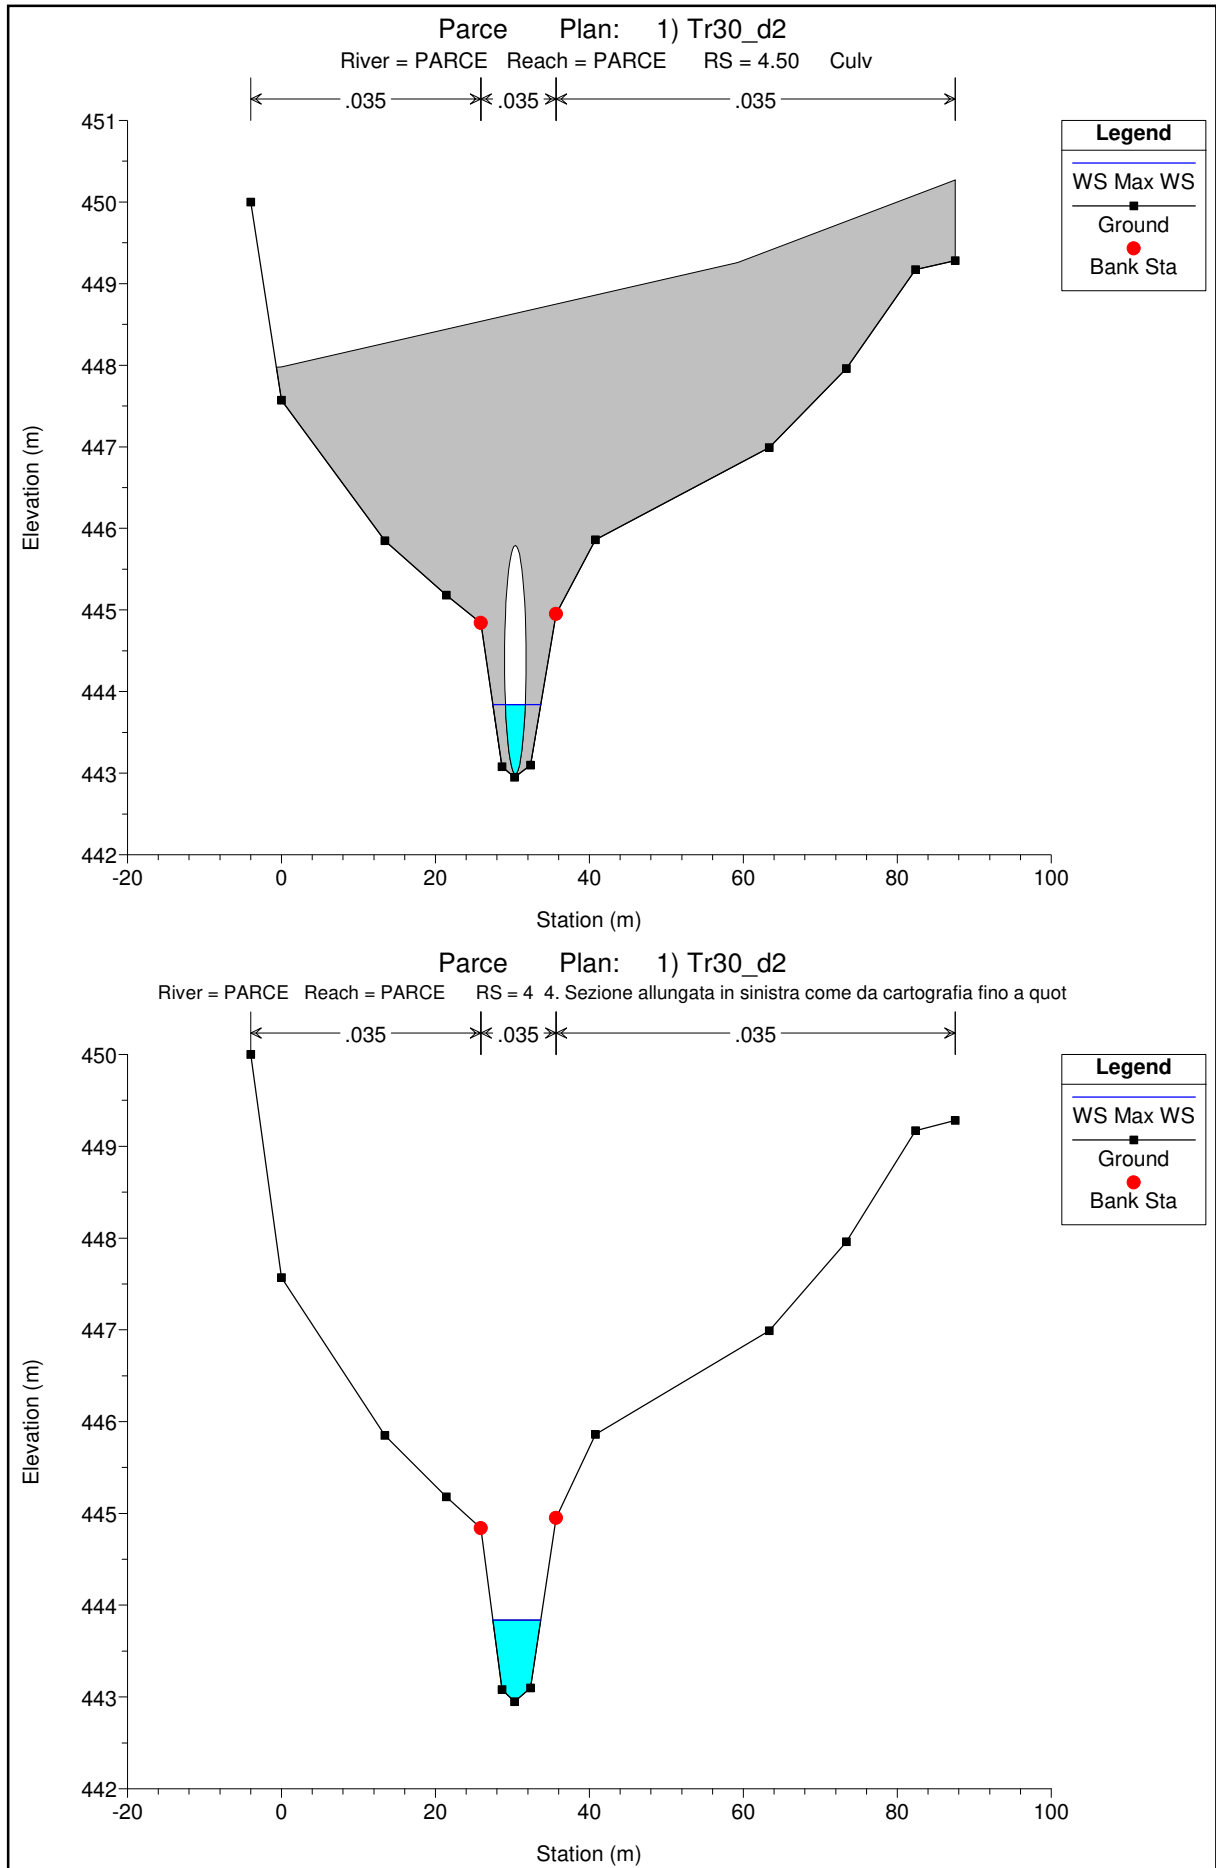 Parce Plan: 1) Tr30_d2
River = PARCE Reach = PARCE RS = 4.50 Culv
.035 .035 .035
451
450
449
448
447
446
445
444
443
442
Elevation (m)
-20 0 20 40 60 80 100
Station (m)
Legend
WS Max WS
Ground
Bank Sta
Parce Plan: 1) Tr30_d2
River = PARCE Reach = PARCE RS = 4 4. Sezione allungata in sinistra come da cartografia fino a quot
.035 .035 .035
450
449
448
447
446
445
444
443
442
Elevation (m)
-20 0 20 40 60 80 100
Station (m)
Legend
WS Max WS
Ground
Bank Sta